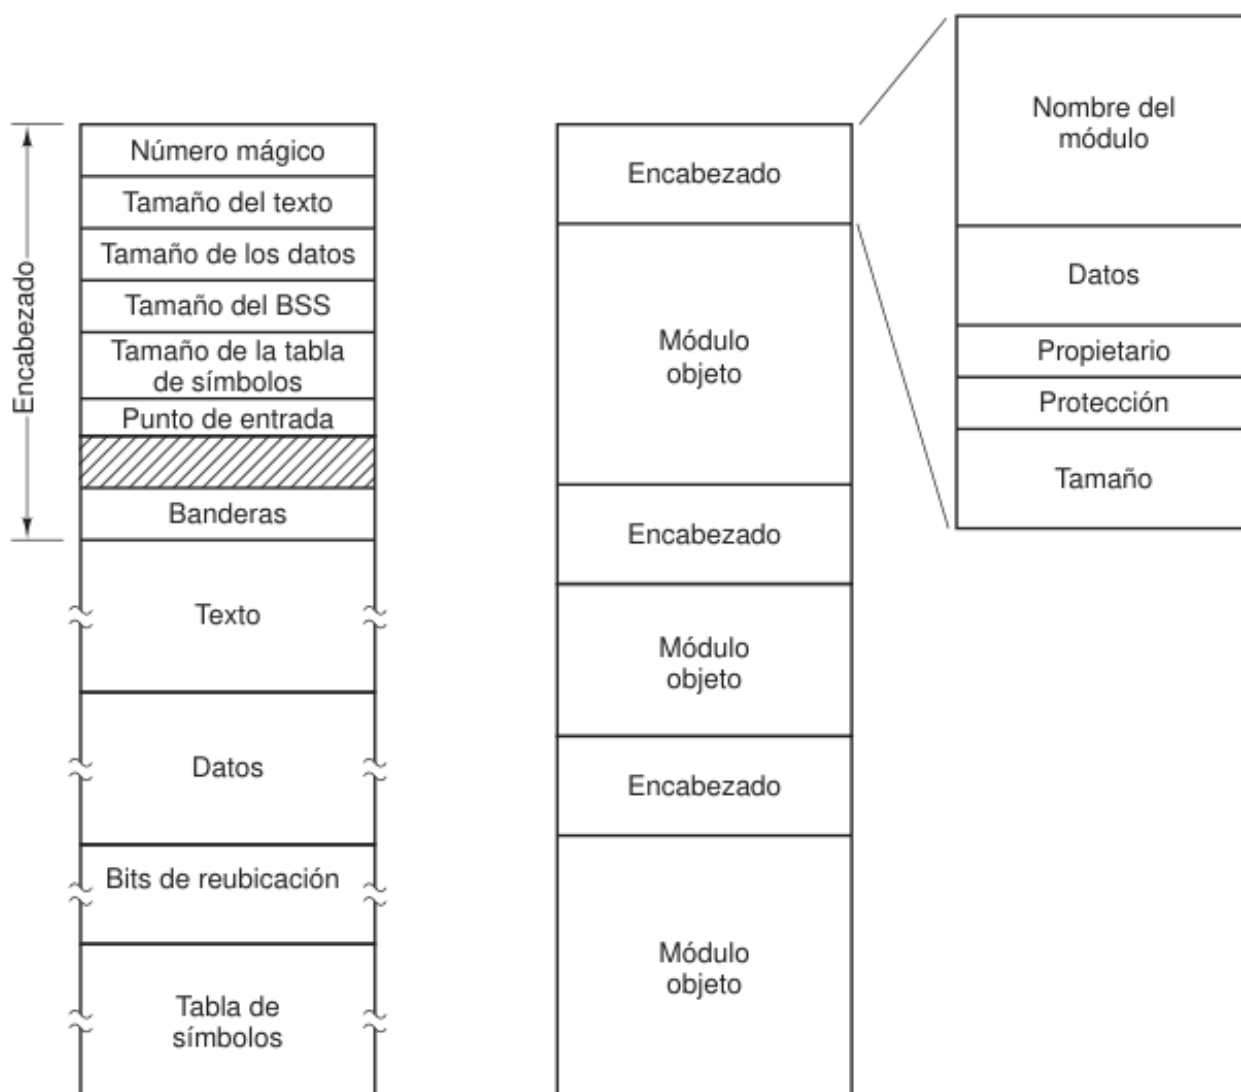 Encabezado
Número mágico
Tamaño del texto
Tamaño de los datos
Tamaño del BSS
Tamaño de la tabla
de símbolos
Punto de entrada
Banderas
Texto
Datos
Bits de reubicación
Tabla de
símbolos
Encabezado
Módulo
objeto
Encabezado
Módulo
objeto
Encabezado
Módulo
objeto
Nombre del
módulo
Datos
Propietario
Protección
Tamaño